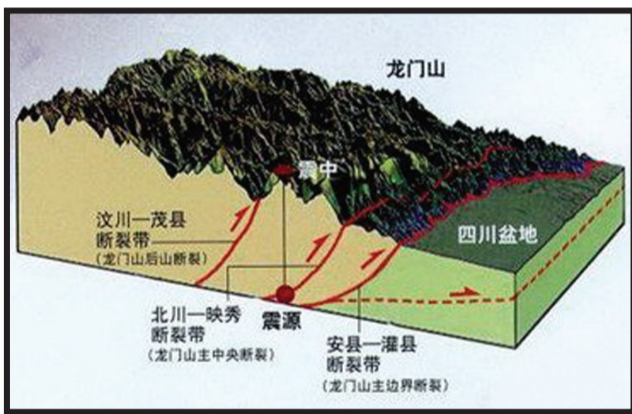 龙门山
震中
汶川—茂县
断裂带
(龙门山后山断裂)
四川盆地
北川—映秀
断裂带
(龙门山主中央断裂)
震源
安县—灌县
断裂带
(龙门山主边界断裂)